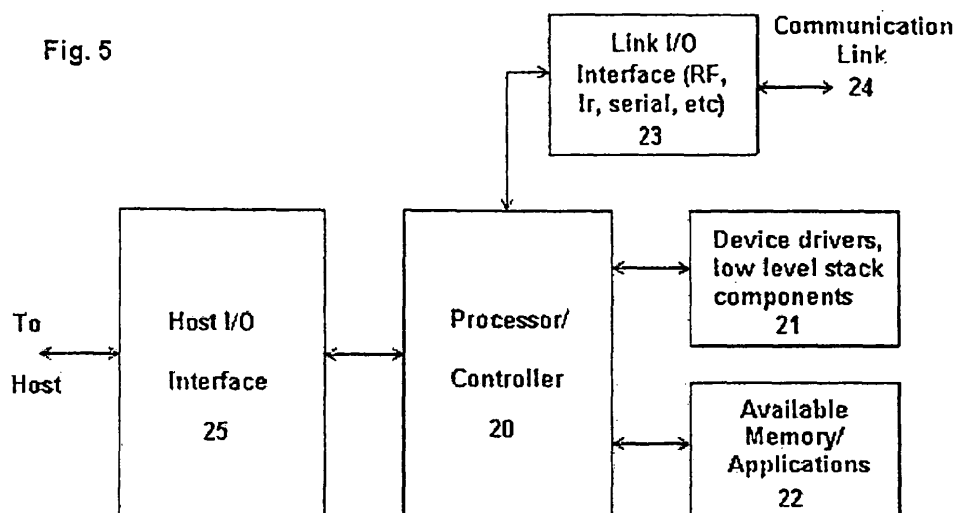 Fig. 5
Link I/O
Interface (RF,
Ir, serial, etc)
23
Communication
Link
24
To
Host
Host I/O
Interface
25
Processor/
Controller
20
Device drivers,
low level stack
components
21
Available
Memory/
Applications
22